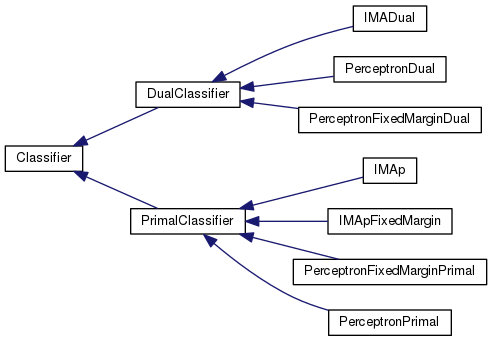 IMADual
PerceptronDual
DualClassifier
PerceptronFixedMarginDual
Classifier
IMAp
PrimalClassifier
IMApFixedMargin
PerceptronFixedMarginPrimal
PerceptronPrimal